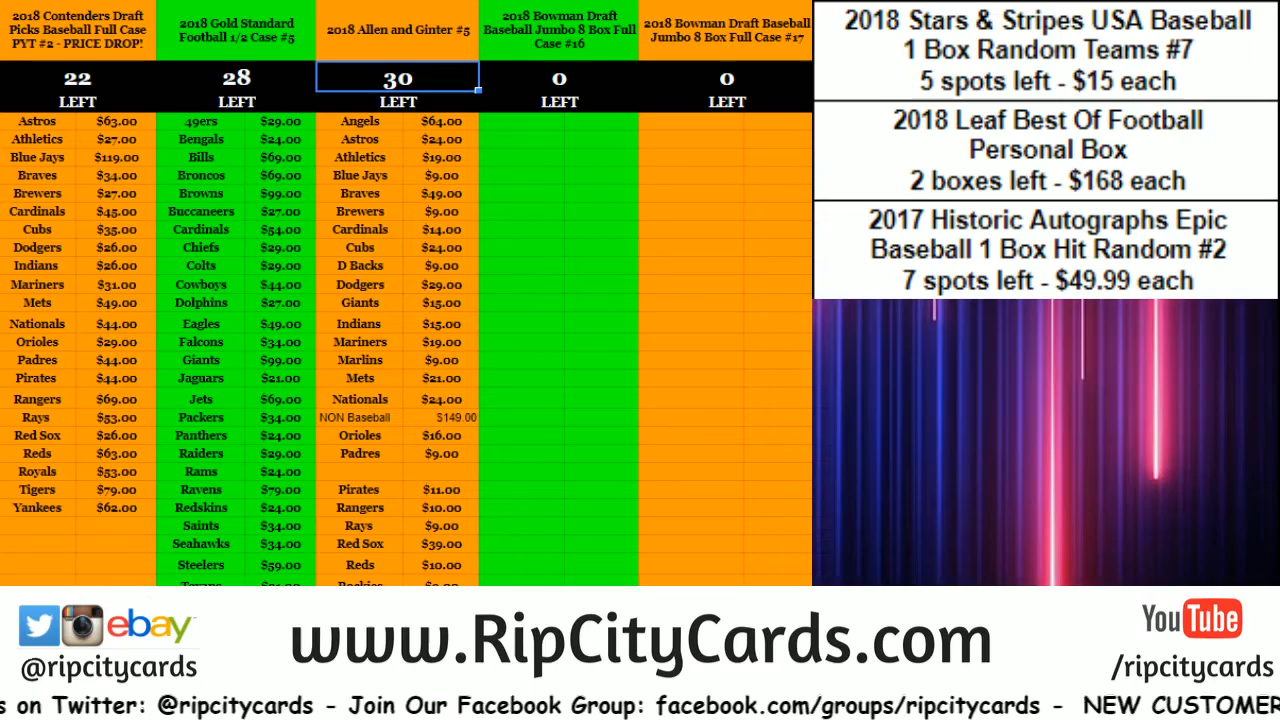 2018 Contenders Draft
Picks Baseball Full Case
PYT #2 - PRICE DROP!
22
LEFT
Astros $63.00
Athletics $27.00
Blue Jays $119.00
Braves $34.00
Brewers $27.00
Cardinals $45.00
Cubs $35.00
Dodgers $26.00
Indians $26.00
Mariners $31.00
Mets $49.00
Nationals $44.00
Orioles $29.00
Padres $44.00
Pirates $44.00
Rangers $69.00
Rays $53.00
Red Sox $26.00
Reds $63.00
Royals $53.00
Tigers $79.00
Yankees $62.00
2018 Gold Standard
Football 1/2 Case #5
28
LEFT
49ers $29.00
Bengals $24.00
Bills $69.00
Broncos $69.00
Browns $99.00
Buccaneers $27.00
Cardinals $54.00
Chiefs $29.00
Colts $29.00
Cowboys $44.00
Dolphins $27.00
Eagles $49.00
Falcons $34.00
Giants $99.00
Jaguars $21.00
Jets $69.00
Packers $34.00
Panthers $24.00
Raiders $29.00
Rams $24.00
Ravens $79.00
Redskins $24.00
Saints $34.00
Seahawks $34.00
Steelers $59.00
2018 Allen and Ginter #5
30
LEFT
Angels $64.00
Astros $24.00
Athletics $19.00
Blue Jays $9.00
Braves $49.00
Brewers $9.00
Cardinals $14.00
Cubs $24.00
D Backs $9.00
Dodgers $29.00
Giants $15.00
Indians $15.00
Mariners $19.00
Marlins $9.00
Mets $21.00
Nationals $24.00
NON Baseball $149.00
Orioles $16.00
Padres $9.00
Pirates $11.00
Rangers $10.00
Rays $9.00
Red Sox $39.00
Reds $10.00
2018 Bowman Draft
Baseball Jumbo 8 Box Full
Case #16
0
LEFT
2018 Bowman Draft Baseball
Jumbo 8 Box Full Case #17
0
LEFT
2018 Stars & Stripes USA Baseball
1 Box Random Teams #7
5 spots left - $15 each
2018 Leaf Best Of Football
Personal Box
2 boxes left - $168 each
2017 Historic Autographs Epic
Baseball 1 Box Hit Random #2
7 spots left - $49.99 each
ebay
@ripcitycards
www.RipCityCards.com
YouTube
/ripcitycards
s on Twitter: @ripcitycards - Join Our Facebook Group: facebook.com/groups/ripcitycards - NEW CUSTOMER